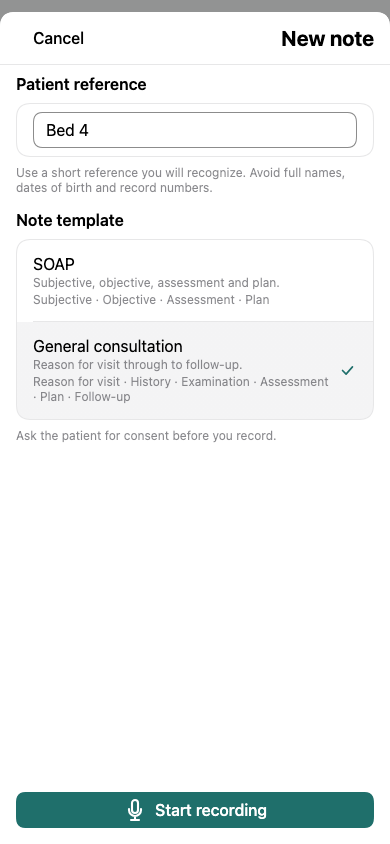 Cancel
New note
Patient reference
Bed 4
Use a short reference you will recognize. Avoid full names,
dates of birth and record numbers.
Note template
SOAP
Subjective, objective, assessment and plan.
Subjective · Objective · Assessment · Plan
General consultation
Reason for visit through to follow-up.
Reason for visit · History · Examination · Assessment
· Plan · Follow-up
Ask the patient for consent before you record.
Start recording